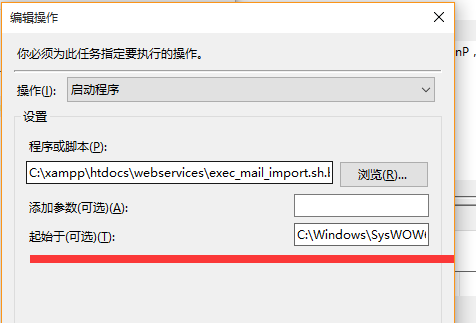 编辑操作
你必须为此任务指定要执行的操作。
操作(I): 启动程序
设置
程序或脚本(P):
C:\xampp\htdocs\webservices\exec_mail_import.sh.b 浏览(R)...
添加参数(可选)(A):
起始于(可选)(T): C:\Windows\SysWOW6
nP，